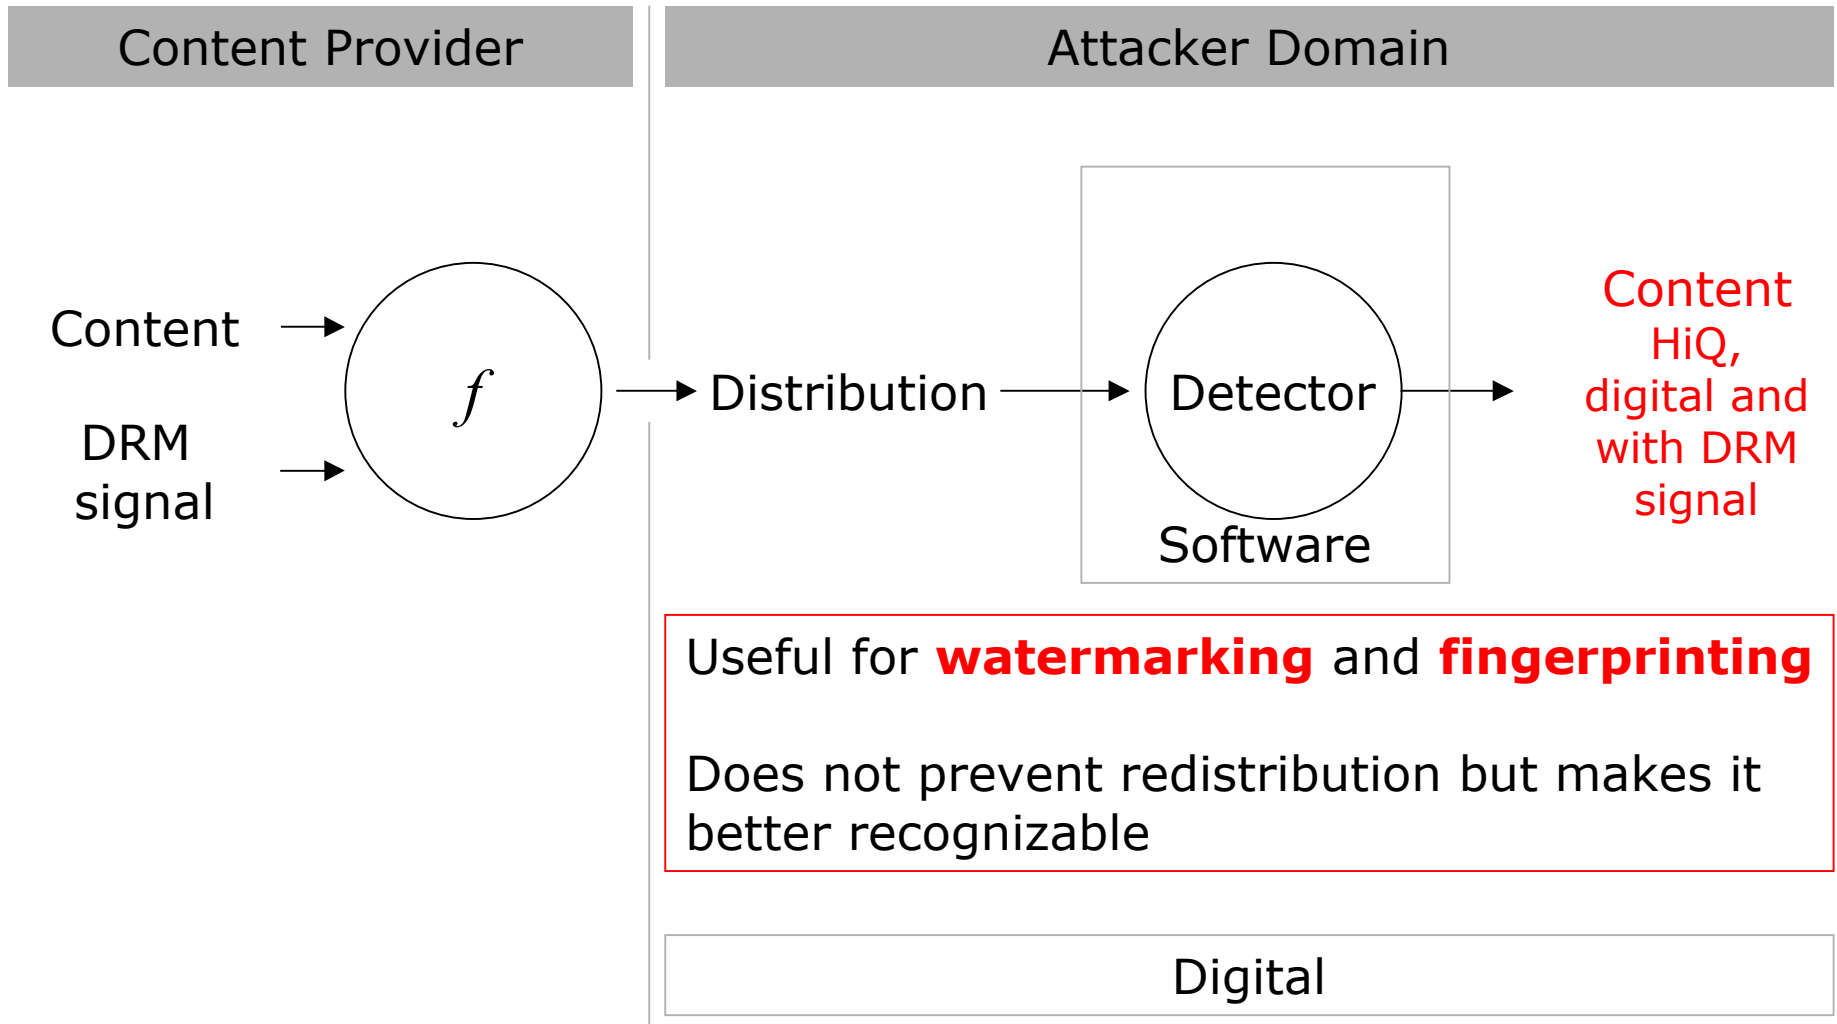 Content Provider
Attacker Domain
Content
DRM
signal
f
Distribution
Detector
Software
Content
HiQ,
digital and
with DRM
signal
Useful for watermarking and fingerprinting
Does not prevent redistribution but makes it
better recognizable
Digital